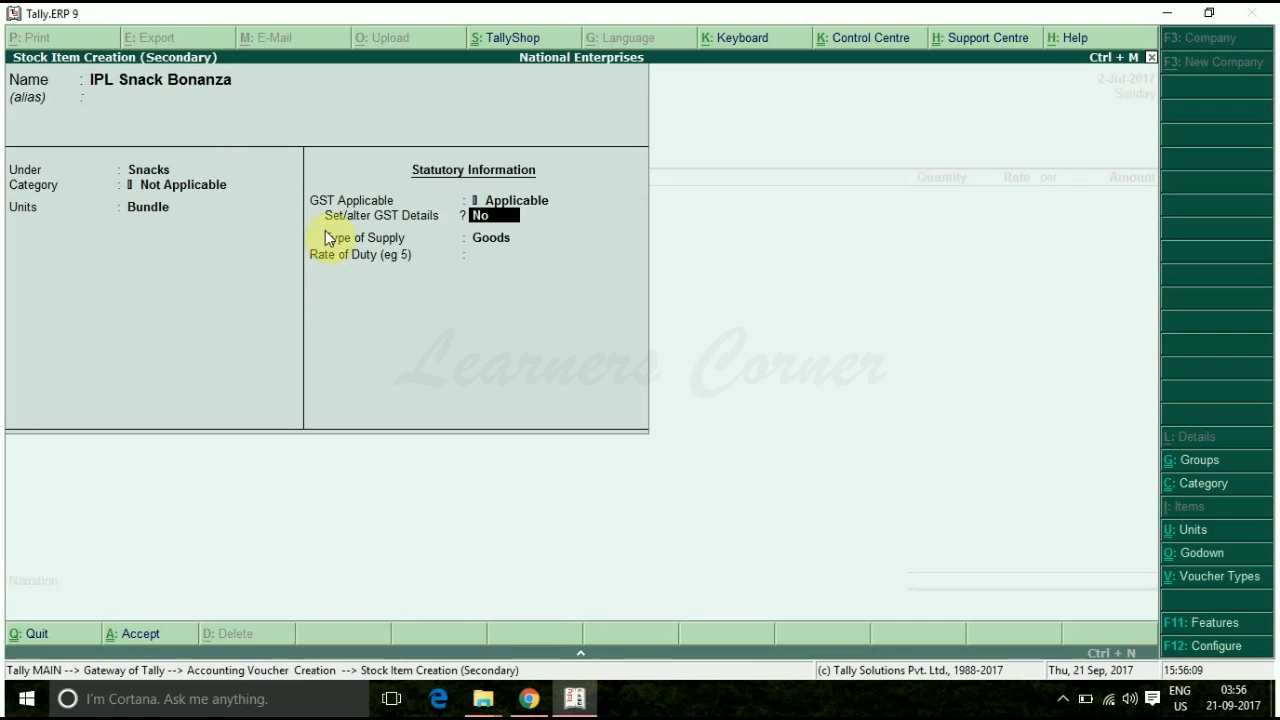 Tally.ERP 9
P: Print E: Export M: E-Mail O: Upload S: TallyShop G: Language K: Keyboard K: Control Centre H: Support Centre H: Help
F3: Company
Stock Item Creation (Secondary) National Enterprises Ctrl + M
F3: New Company
Name : IPL Snack Bonanza
2-Jul-2017
(alias) :
Sunday
Under : Snacks
Statutory Information
Category : Not Applicable
Quantity Rate per Amount
Units : Bundle
GST Applicable : Applicable
Set/alter GST Details ? No
Type of Supply : Goods
Rate of Duty (eg 5) :
Learners Corner
L: Details
G: Groups
C: Category
I: Items
U: Units
O: Godown
V: Voucher Types
Narration
F11: Features
F12: Configure
Q: Quit A: Accept D: Delete
Ctrl + N
Tally MAIN --> Gateway of Tally --> Accounting Voucher Creation --> Stock Item Creation (Secondary) (c) Tally Solutions Pvt. Ltd., 1988-2017 Thu, 21 Sep, 2017 15:56:09
I'm Cortana. Ask me anything.
ENG 03:56
US 21-09-2017